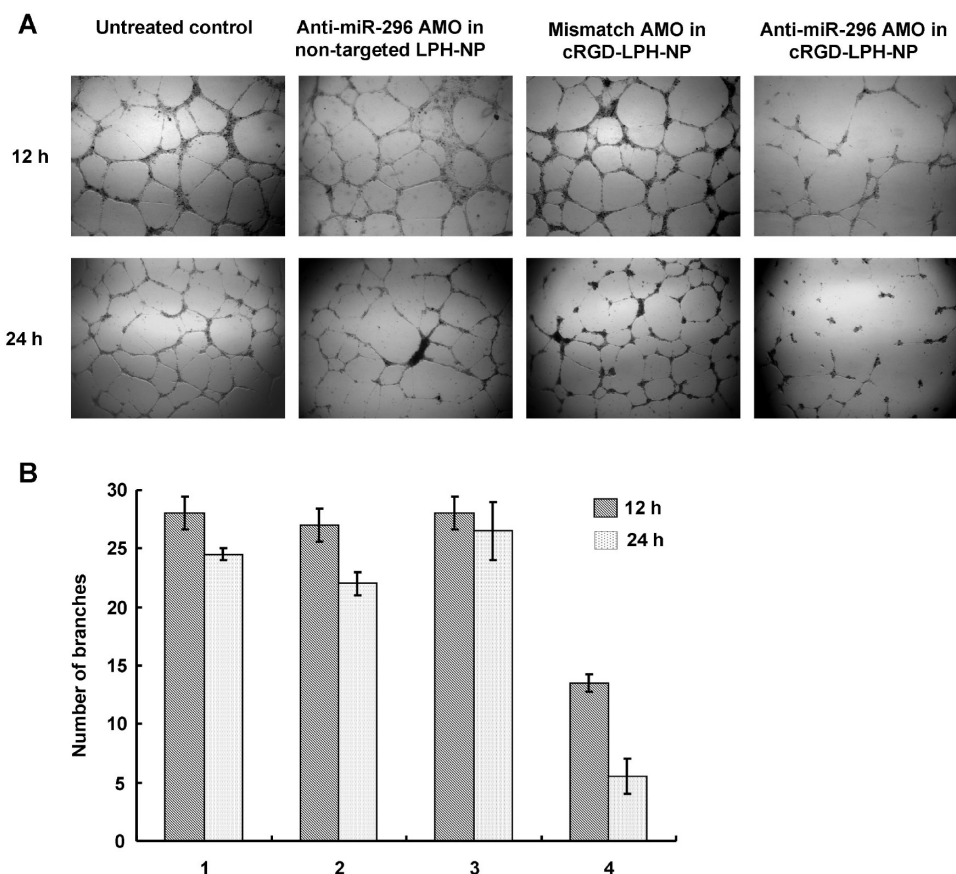 A
Untreated control
Anti-miR-296 AMO in
non-targeted LPH-NP
Mismatch AMO in
cRGD-LPH-NP
Anti-miR-296 AMO in
cRGD-LPH-NP
12 h
24 h
B
30
25
20
15
10
5
0
Number of branches
12 h
24 h
1
2
3
4